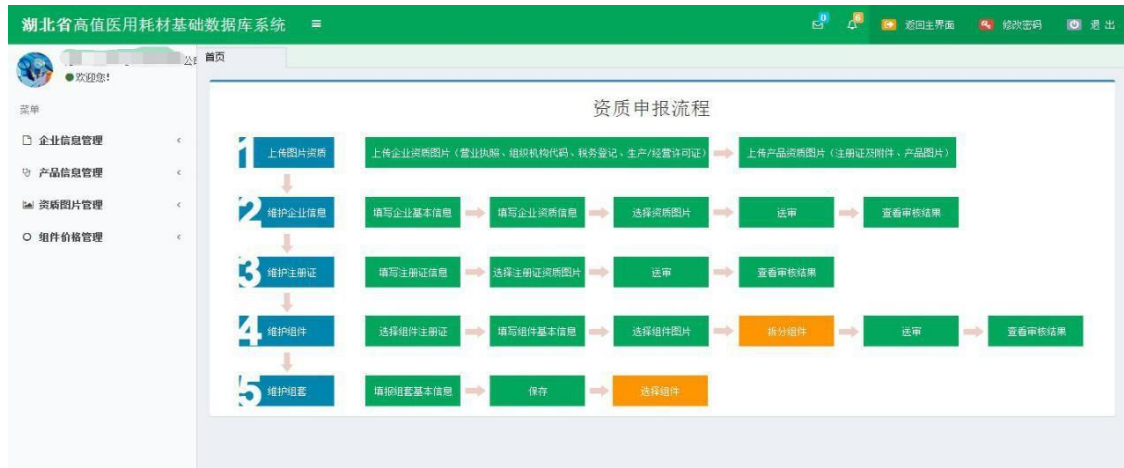 湖北省高值医用耗材基础数据库系统 ≡ 0 6 返回主界面 修改密码 退 出
公司
欢迎您!
首页
菜单
企业信息管理
产品信息管理
资质图片管理
组件价格管理
资质申报流程
1 上传图片资质 上传企业资质图片（营业执照、组织机构代码、税务登记、生产/经营许可证） 上传产品资质图片（注册证及附件、产品图片）
2 维护企业信息 填写企业基本信息 填写企业资质信息 选择资质图片 送审 查看审核结果
3 维护注册证 填写注册证信息 选择注册证资质图片 送审 查看审核结果
4 维护组件 选择组件注册证 填写组件基本信息 选择组件图片 拆分组件 送审 查看审核结果
5 维护组套 填报组套基本信息 保存 选择组件